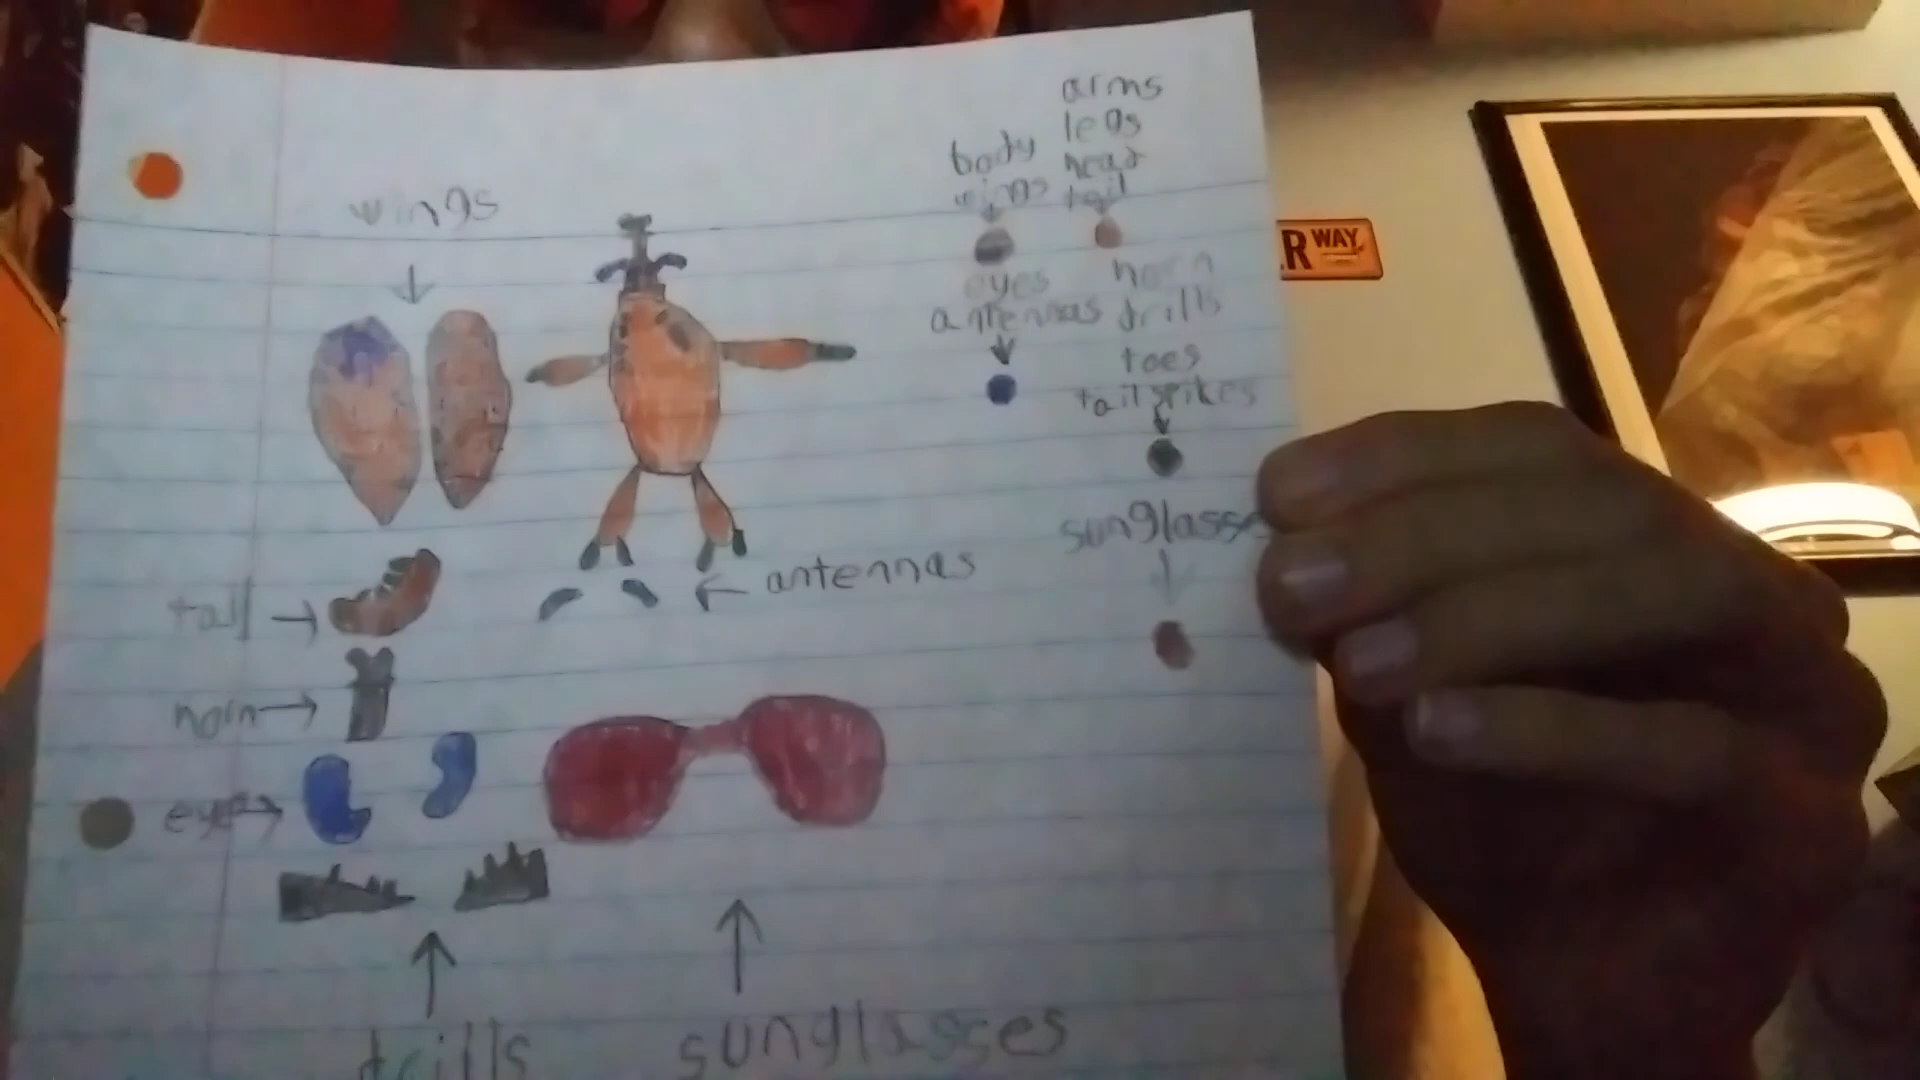 wings
body
wings
arms
legs
head
tail
eyes
antennas
horn
drills
toes
tail spikes
sunglasse
antennas
tail
horn
eyes
drills
sunglasses
R WAY